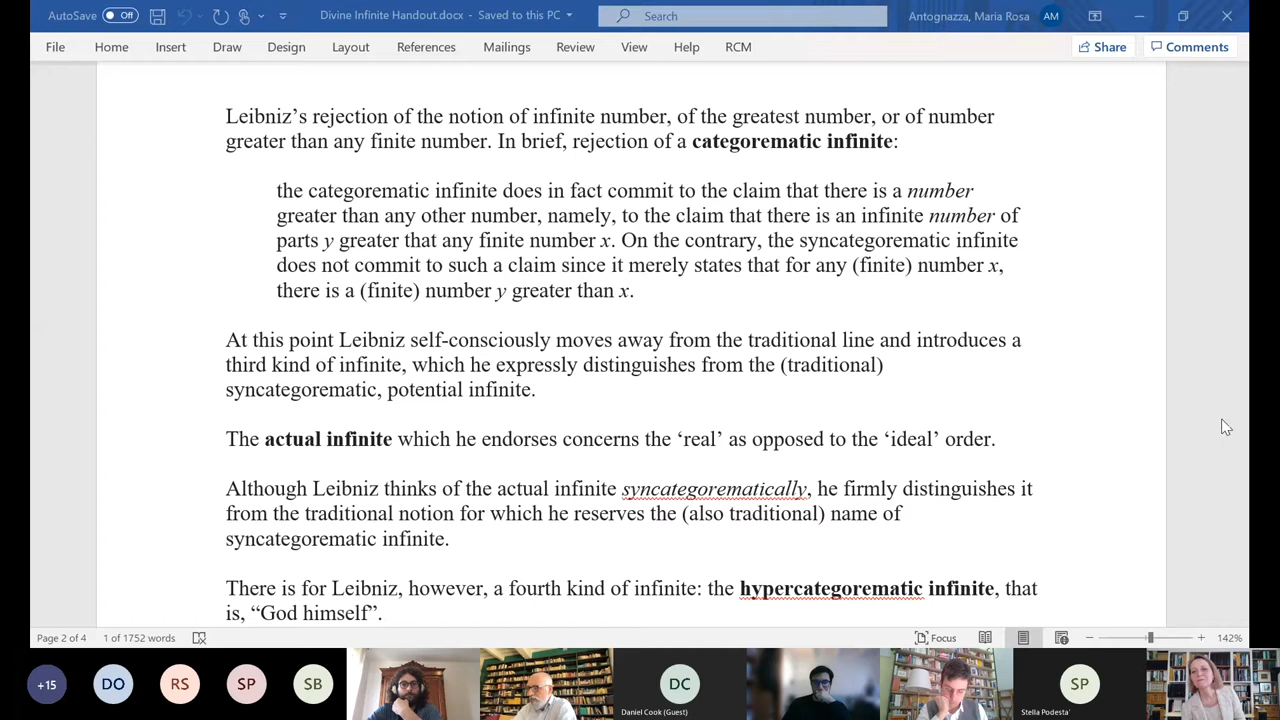 AutoSave Off Divine Infinite Handout.docx - Saved to this PC Search Antognazza, Maria Rosa AM
File Home Insert Draw Design Layout References Mailings Review View Help RCM Share Comments
Leibniz’s rejection of the notion of infinite number, of the greatest number, or of number
greater than any finite number. In brief, rejection of a categorematic infinite:
the categorematic infinite does in fact commit to the claim that there is a number
greater than any other number, namely, to the claim that there is an infinite number of
parts y greater that any finite number x. On the contrary, the syncategorematic infinite
does not commit to such a claim since it merely states that for any (finite) number x,
there is a (finite) number y greater than x.
At this point Leibniz self-consciously moves away from the traditional line and introduces a
third kind of infinite, which he expressly distinguishes from the (traditional)
syncategorematic, potential infinite.
The actual infinite which he endorses concerns the ‘real’ as opposed to the ‘ideal’ order.
Although Leibniz thinks of the actual infinite syncategorematically, he firmly distinguishes it
from the traditional notion for which he reserves the (also traditional) name of
syncategorematic infinite.
There is for Leibniz, however, a fourth kind of infinite: the hypercategorematic infinite, that
is, “God himself”.
Page 2 of 4 1 of 1752 words Focus 142%
+15 DO RS SP SB DC SP
Daniel Cook (Guest) Stella Podesta'